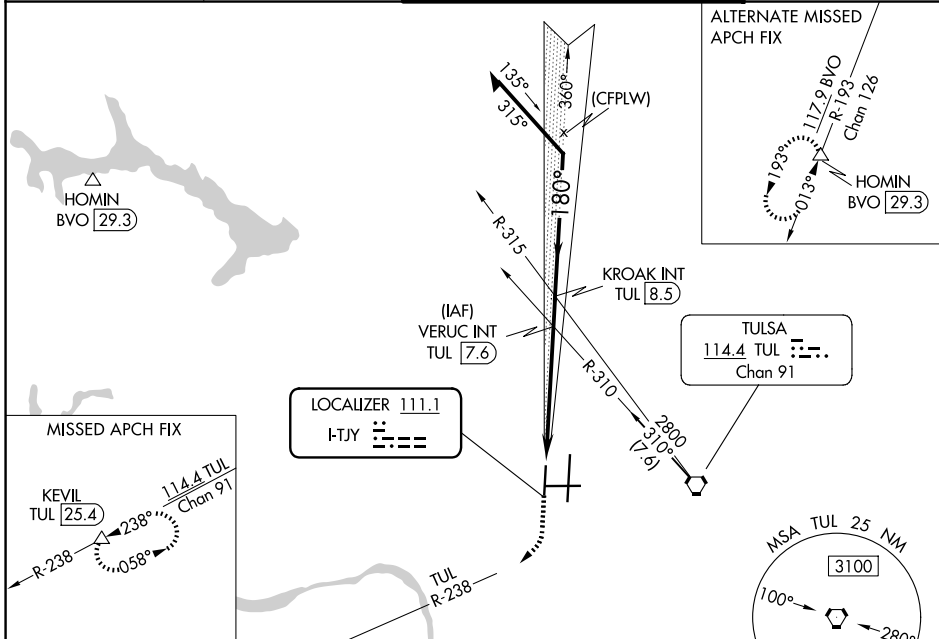 ALTERNATE MISSED
APCH FIX
117.9 BVO
R-193
Chan 126
193°
013°
HOMIN
BVO 29.3
135°
315°
360°
(CFPLW)
180°
HOMIN
BVO 29.3
R-315
KROAK INT
TUL 8.5
(IAF)
VERUC INT
TUL 7.6
R-310
TULSA
114.4 TUL
Chan 91
2800
310°
(7.6)
LOCALIZER 111.1
I-TJY
MISSED APCH FIX
KEVIL
TUL 25.4
114.4 TUL
Chan 91
238°
058°
R-238
TUL
R-238
MSA TUL 25 NM
3100
100°
280°